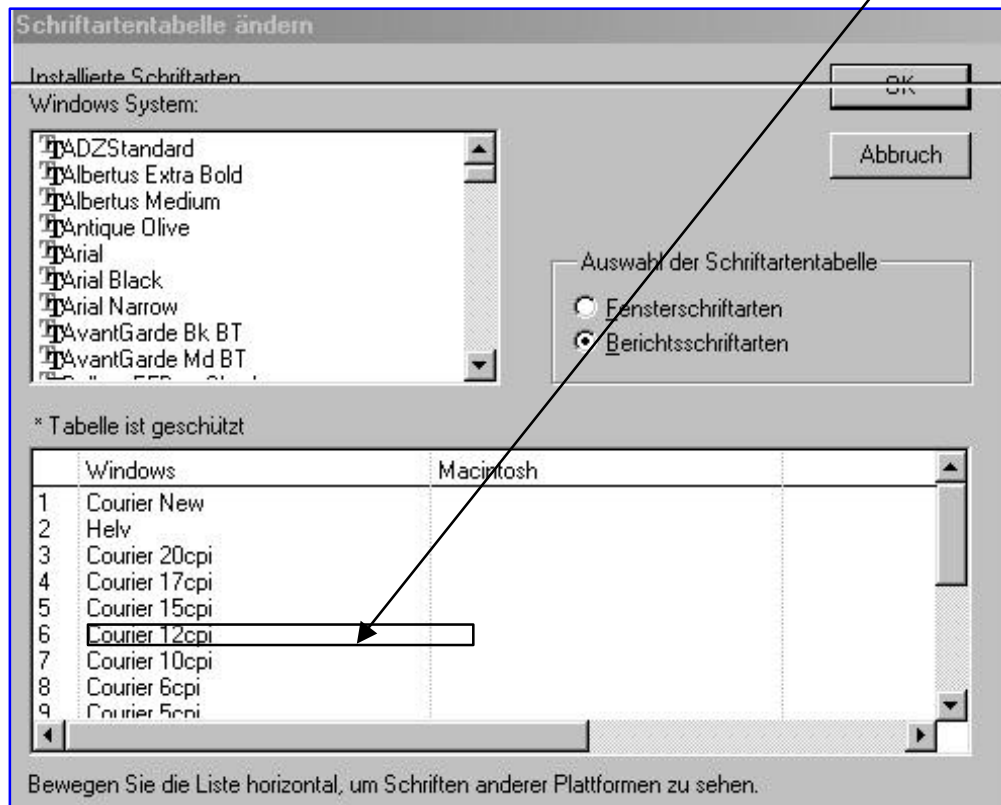 Schriftartentabelle ändern
Installierte Schriftarten
Windows System:
OK
ADZStandard
Albertus Extra Bold
Albertus Medium
Antique Olive
Arial
Arial Black
Arial Narrow
AvantGarde Bk BT
AvantGarde Md BT
Abbruch
Auswahl der Schriftartentabelle
Fensterschriftarten
Berichtsschriftarten
* Tabelle ist geschützt
Windows Macintosh
1 Courier New
2 Helv
3 Courier 20cpi
4 Courier 17cpi
5 Courier 15cpi
6 Courier 12cpi
7 Courier 10cpi
8 Courier 6cpi
9 Courier 5cpi
Bewegen Sie die Liste horizontal, um Schriften anderer Plattformen zu sehen.